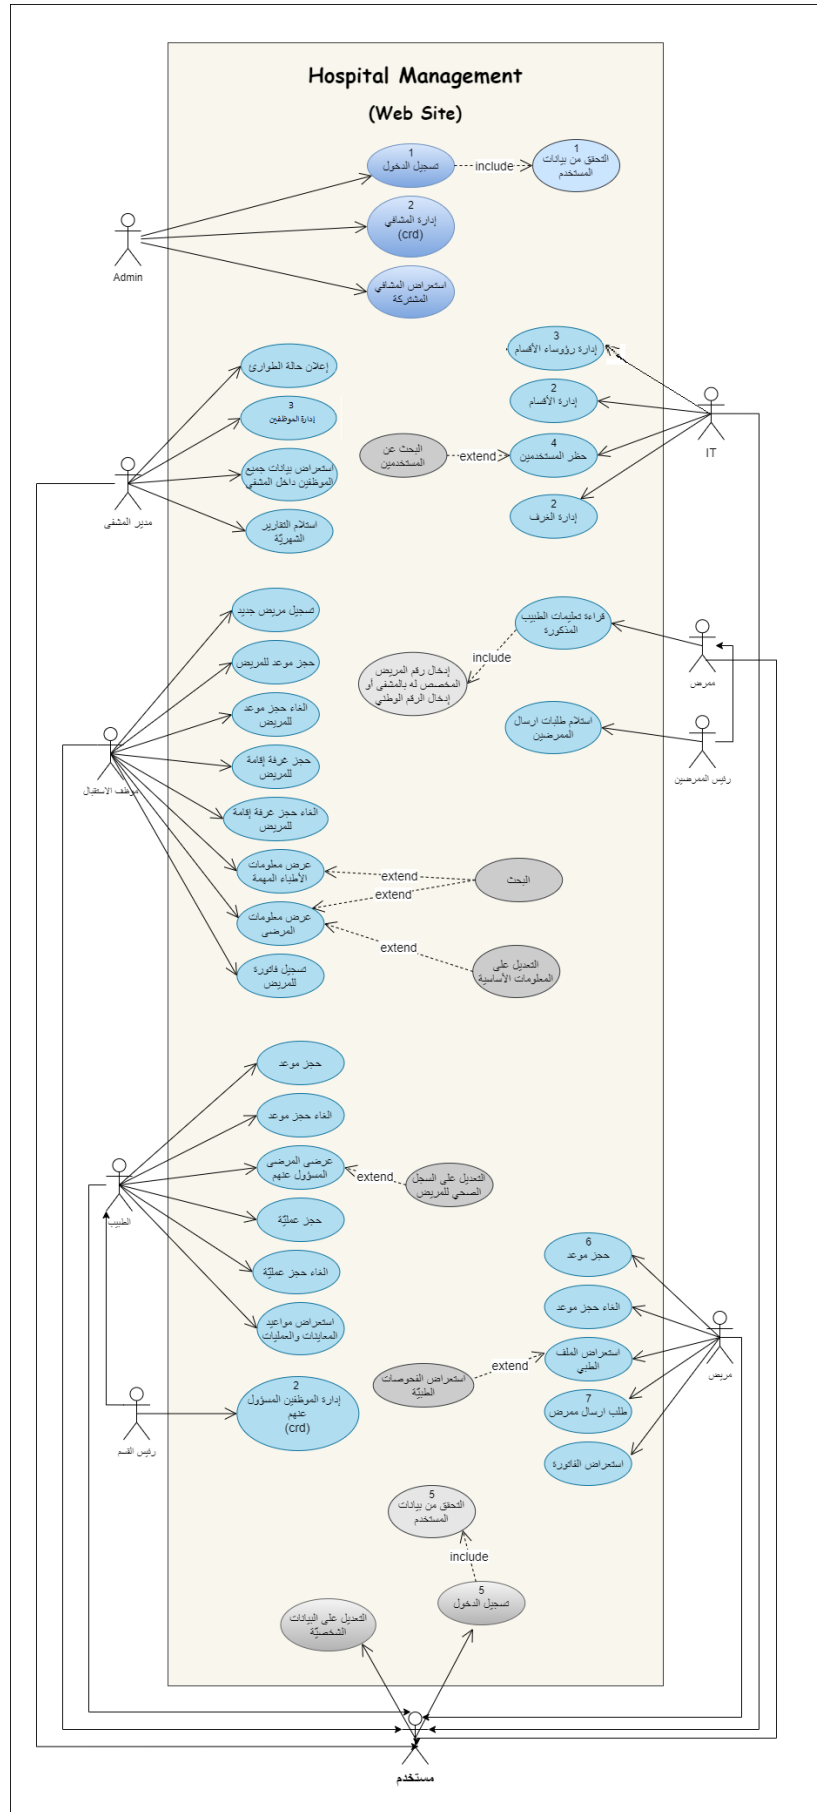 Hospital Management
(Web Site)
1
تسجيل الدخول
include
1
التحقق من بيانات
المستخدم
2
إدارة المشافي
(crd)
استعراض المشافي
المشتركة
Admin
إعلان حالة الطوارئ
3
إدارة الموظفين
استعراض بيانات جميع
الموظفين داخل المشفى
استلام التقارير
الشهريّة
مدير المشفى
3
إدارة رؤوساء الأقسام
2
إدارة الأقسام
البحث عن
المستخدمين
extend
4
حظر المستخدمين
2
إدارة الغرف
IT
تسجيل مريض جديد
حجز موعد للمريض
الغاء حجز موعد
للمريض
حجز غرفة إقامة
للمريض
الغاء حجز غرفة إقامة
للمريض
عرض معلومات
الأطباء المهمة
عرض معلومات
المرضى
تسجيل فاتورة
للمريض
موظف الاستقبال
قراءة تعليمات الطبيب
المذكورة
include
إدخال رقم المريض
المخصص له بالمشفى أو
إدخال الرقم الوطني
استلام طلبات ارسال
الممرضين
ممرض
رئيس الممرضين
extend
extend
البحث
extend
التعديل على
المعلومات الأساسية
حجز موعد
الغاء حجز موعد
عرضى المرضى
المسؤول عنهم
extend
التعديل على السجل
الصحي للمريض
حجز عمليّة
الغاء حجز عمليّة
استعراض مواعيد
المعاينات والعمليات
الطبيب
2
إدارة الموظفين المسؤول
عنهم
(crd)
رئيس القسم
6
حجز موعد
الغاء حجز موعد
استعراض الملف
الطبي
extend
استعراض الفحوصات
الطبيّة
7
طلب ارسال ممرض
استعراض الفاتورة
مريض
5
التحقق من بيانات
المستخدم
include
5
تسجيل الدخول
التعديل على البيانات
الشخصيّة
مستخدم